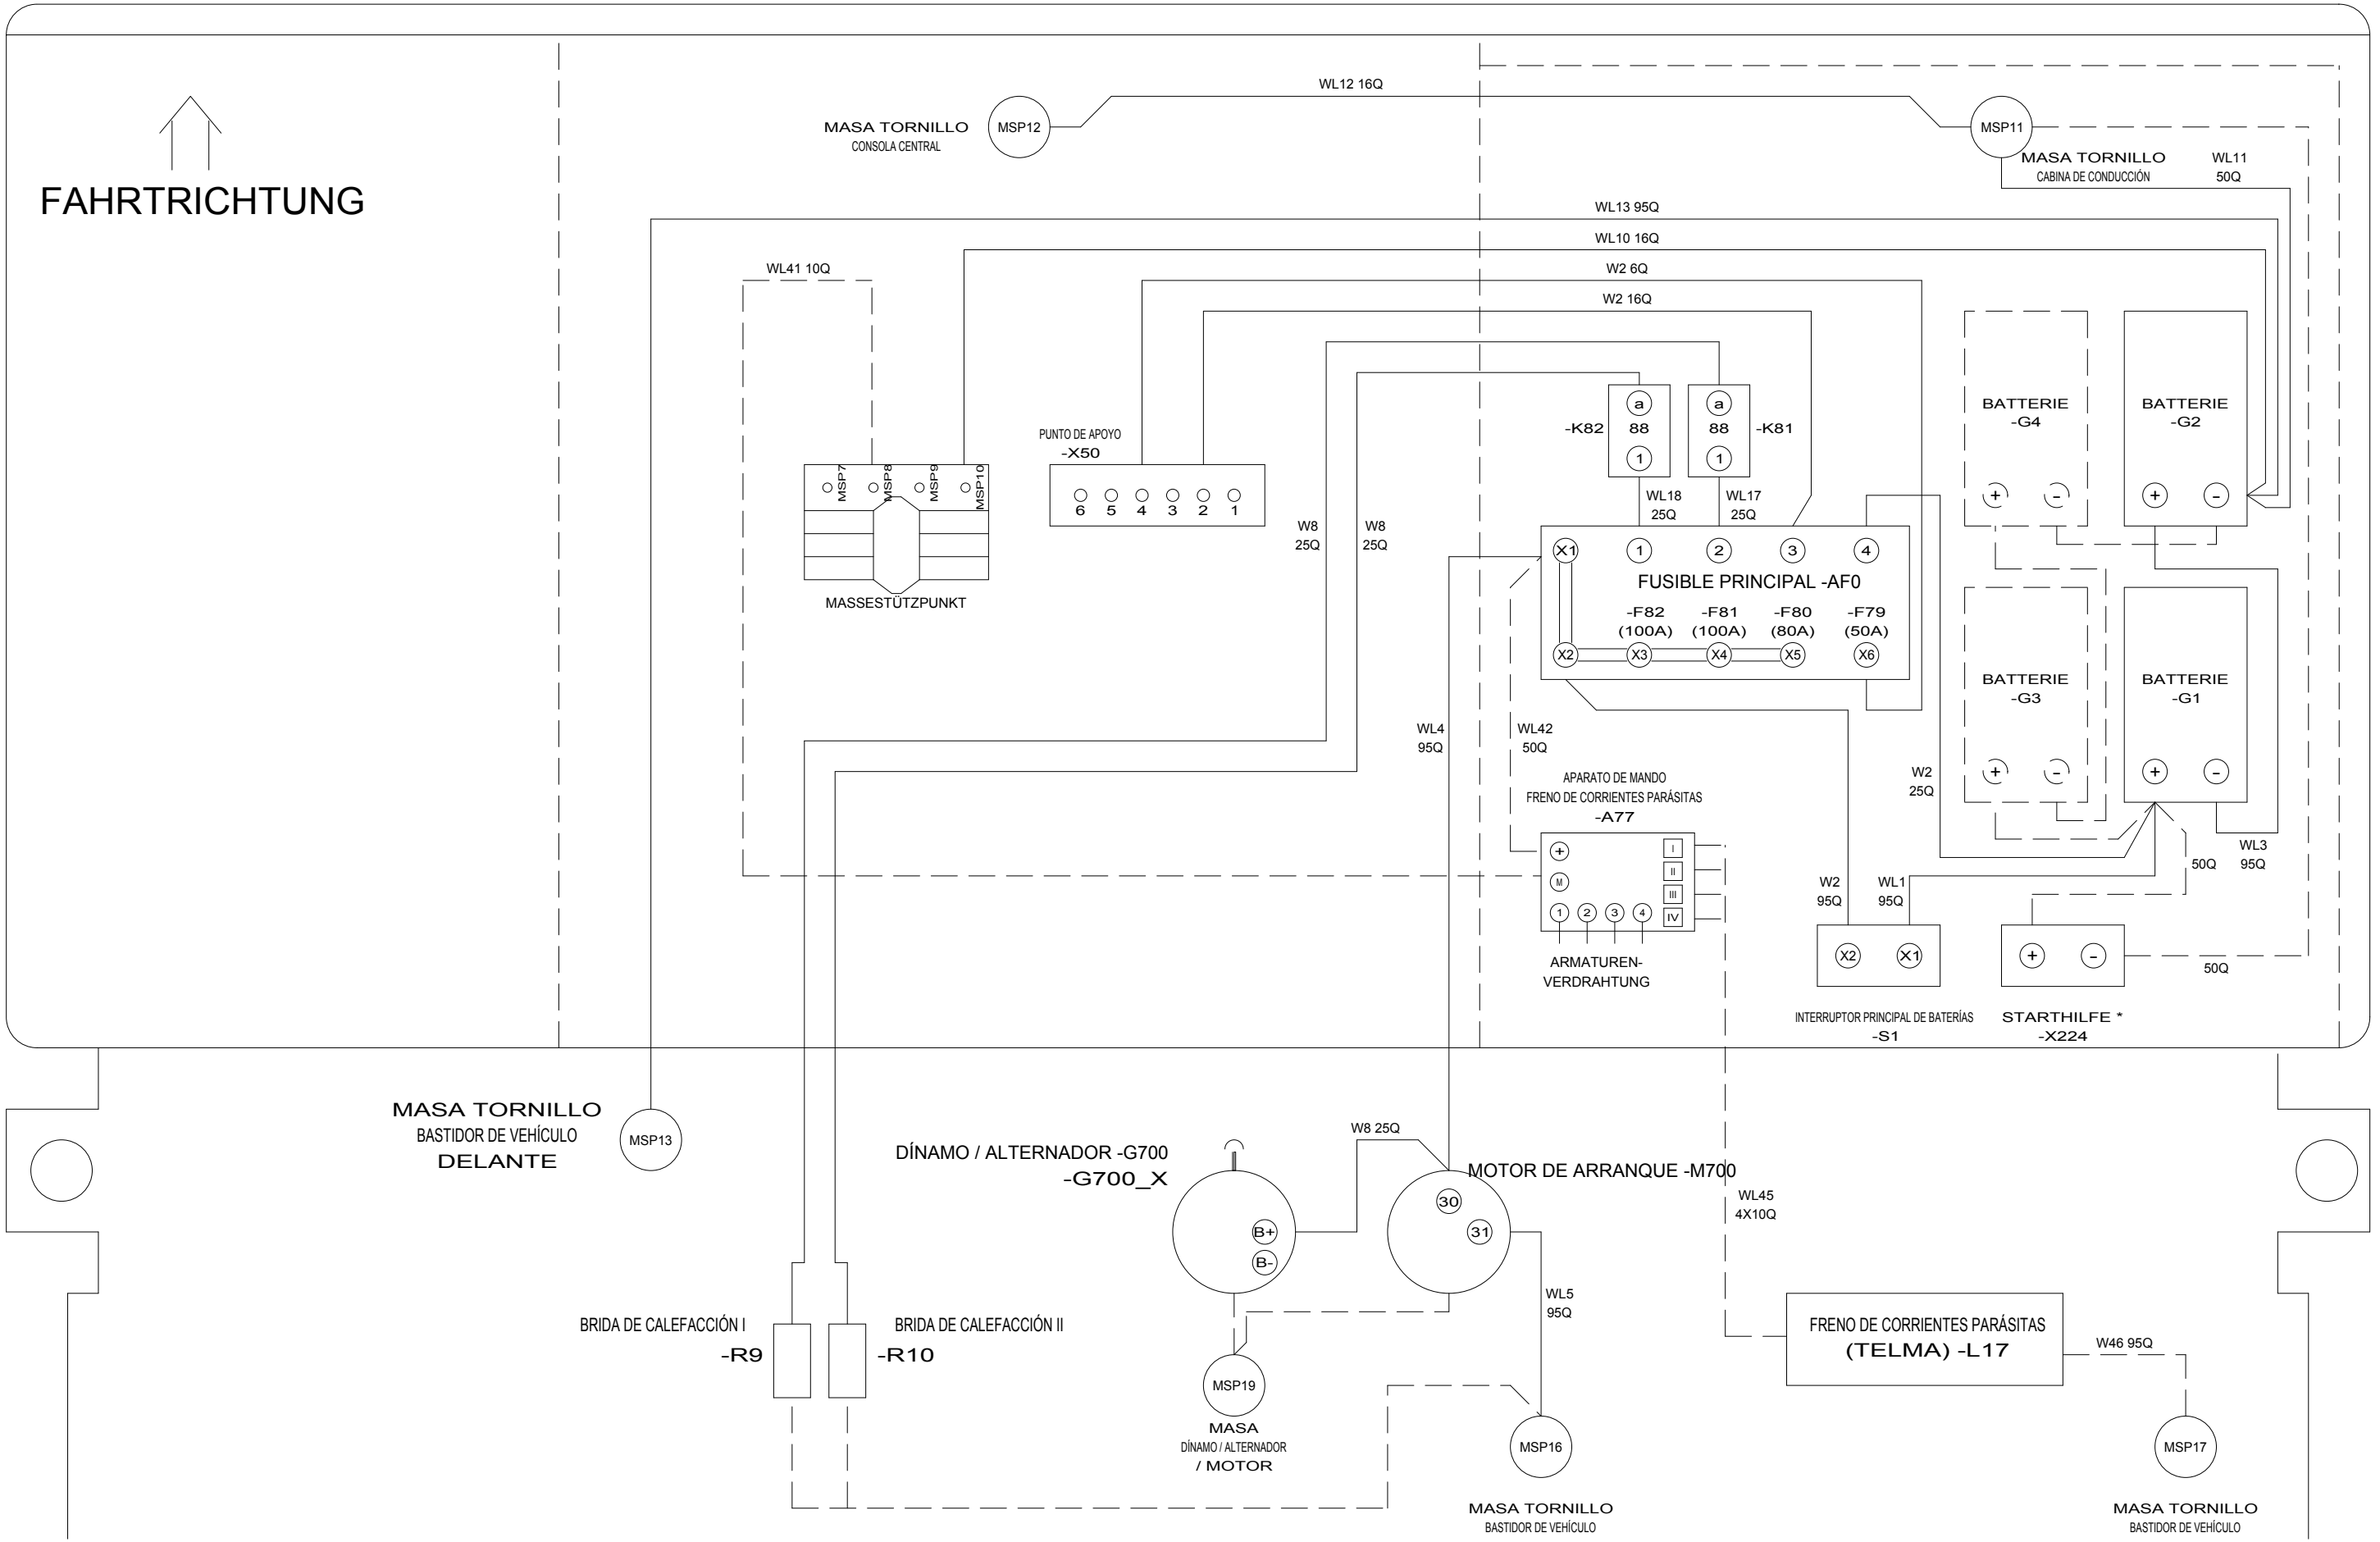 WL12 16Q
MASA TORNILLO
CONSOLA CENTRAL
MSP12
MSP11
MASA TORNILLO
CABINA DE CONDUCCIÓN
WL11
50Q
FAHRTRICHTUNG
WL13 95Q
WL10 16Q
WL41 10Q
W2 6Q
W2 16Q
BATTERIE
-G4
+
-
BATTERIE
-G2
+
-
-K82
a
88
1
a
88
1
-K81
PUNTO DE APOYO
-X50
6 5 4 3 2 1
MSP7
MSP8
MSP9
MSP10
MASSESTÜTZPUNKT
W8
25Q
W8
25Q
WL18
25Q
WL17
25Q
X1 1 2 3 4
FUSIBLE PRINCIPAL -AF0
-F82 -F81 -F80 -F79
(100A) (100A) (80A) (50A)
X2 X3 X4 X5 X6
BATTERIE
-G3
+
-
BATTERIE
-G1
+
-
WL4
95Q
WL42
50Q
W2
25Q
APARATO DE MANDO
FRENO DE CORRIENTES PARÁSITAS
-A77
+
M
1 2 3 4
I
II
III
IV
ARMATUREN-
VERDRAHTUNG
WL3
95Q
50Q
W2
95Q
WL1
95Q
X2 X1
+ -
50Q
INTERRUPTOR PRINCIPAL DE BATERÍAS
-S1
STARTHILFE *
-X224
MASA TORNILLO
BASTIDOR DE VEHÍCULO
DELANTE
MSP13
DÍNAMO / ALTERNADOR -G700
-G700_X
B+
B-
W8 25Q
MOTOR DE ARRANQUE -M700
30
31
WL45
4X10Q
WL5
95Q
BRIDA DE CALEFACCIÓN I
-R9
BRIDA DE CALEFACCIÓN II
-R10
FRENO DE CORRIENTES PARÁSITAS
(TELMA) -L17
W46 95Q
MSP19
MASA
DÍNAMO / ALTERNADOR
/ MOTOR
MSP16
MASA TORNILLO
BASTIDOR DE VEHÍCULO
MSP17
MASA TORNILLO
BASTIDOR DE VEHÍCULO